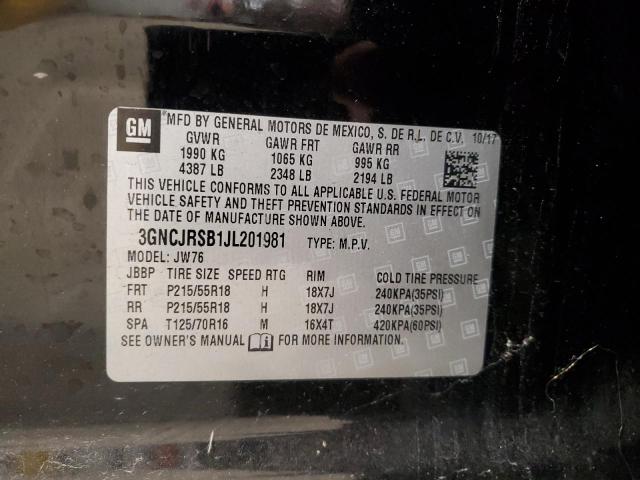 GM
MFD BY GENERAL MOTORS DE MEXICO, S. DE R.L. DE C.V. 10/17
GVWR GAWR FRT GAWR RR
1990 KG 1065 KG 995 KG
4387 LB 2348 LB 2194 LB
THIS VEHICLE CONFORMS TO ALL APPLICABLE U.S. FEDERAL MOTOR
VEHICLE SAFETY AND THEFT PREVENTION STANDARDS IN EFFECT ON
DATE OF MANUFACTURE SHOWN ABOVE.
3GNCJRSB1JL201981 TYPE: M.P.V.
MODEL: JW76
JBBP TIRE SIZE SPEED RTG RIM COLD TIRE PRESSURE
FRT P215/55R18 H 18X7J 240KPA(35PSI)
RR P215/55R18 H 18X7J 240KPA(35PSI)
SPA T125/70R16 M 16X4T 420KPA(60PSI)
SEE OWNER'S MANUAL FOR MORE INFORMATION.